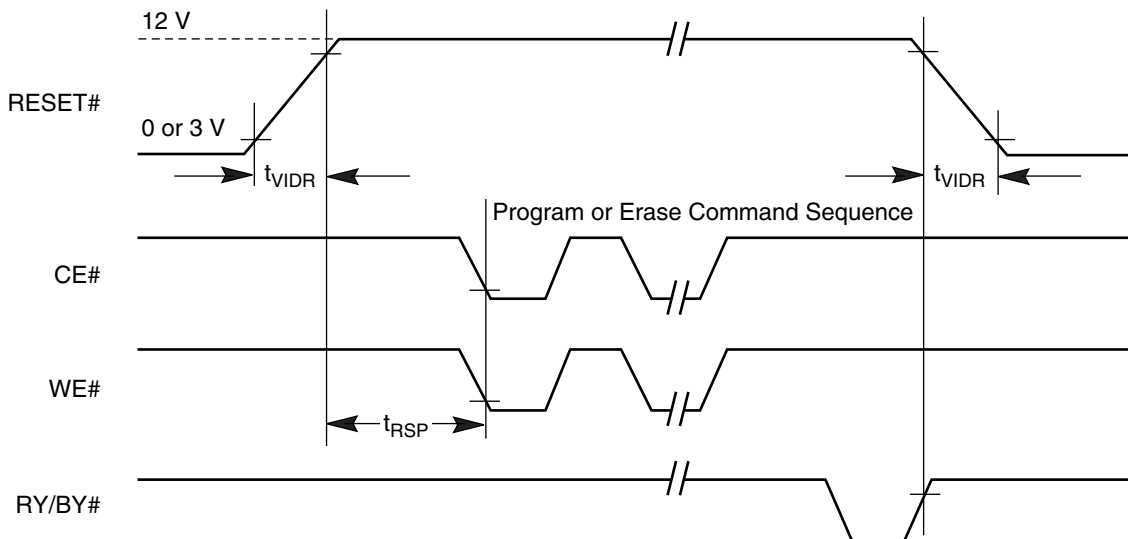 12 V
RESET#
0 or 3 V
tVIDR
tVIDR
Program or Erase Command Sequence
CE#
WE#
tRSP
RY/BY#